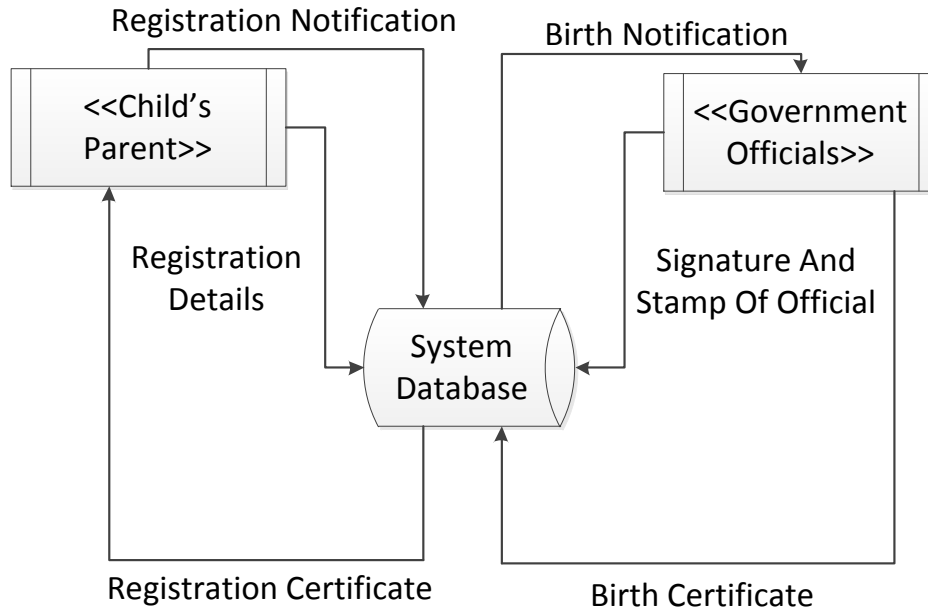 Registration Notification
Birth Notification
<<Child's
Parent>>
<<Government
Officials>>
Registration
Details
Signature And
Stamp Of Official
System
Database
Registration Certificate
Birth Certificate